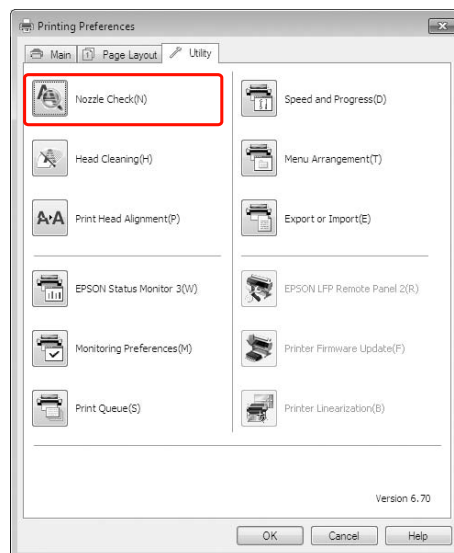 Printing Preferences
Main
Page Layout
Utility
Nozzle Check(N)
Speed and Progress(D)
Head Cleaning(H)
Menu Arrangement(T)
Print Head Alignment(P)
Export or Import(E)
EPSON Status Monitor 3(W)
EPSON LFP Remote Panel 2(R)
Monitoring Preferences(M)
Printer Firmware Update(F)
Print Queue(S)
Printer Linearization(B)
Version 6.70
OK
Cancel
Help